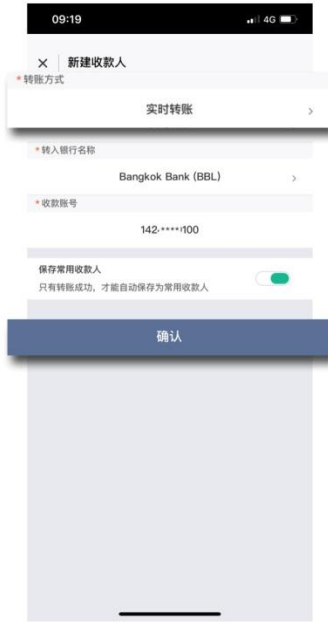 09:19
4G
× 新建收款人
*转账方式
实时转账 >
*转入银行名称
Bangkok Bank (BBL) >
*收款账号
142-****100
保存常用收款人
只有转账成功，才能自动保存为常用收款人
确认